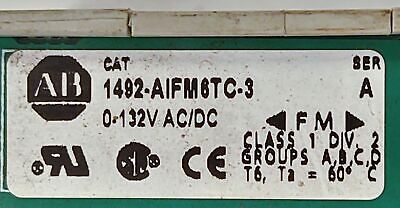 CAT
SER
AB
1492-AIFM6TC-3
A
0-132V AC/DC
FM
CLASS 1 DIV. 2
GROUPS A,B,C,D
T6, Ta = 60° C